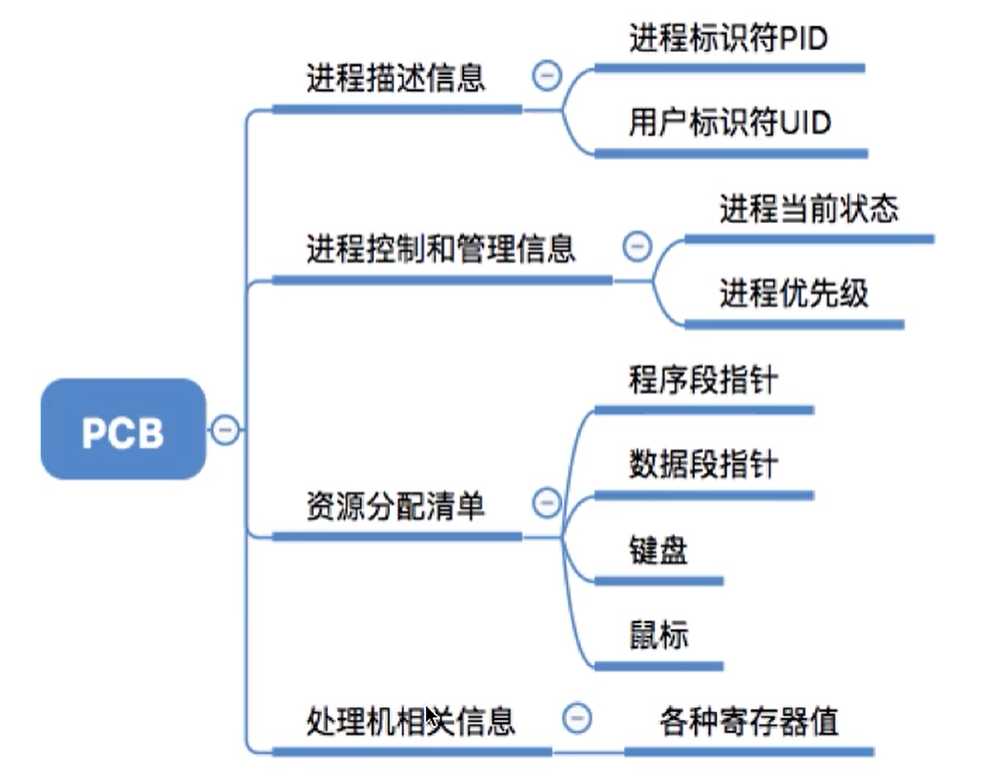 进程标识符PID
进程描述信息
用户标识符UID
进程当前状态
进程控制和管理信息
进程优先级
程序段指针
数据段指针
PCB
资源分配清单
键盘
鼠标
处理机相关信息
各种寄存器值